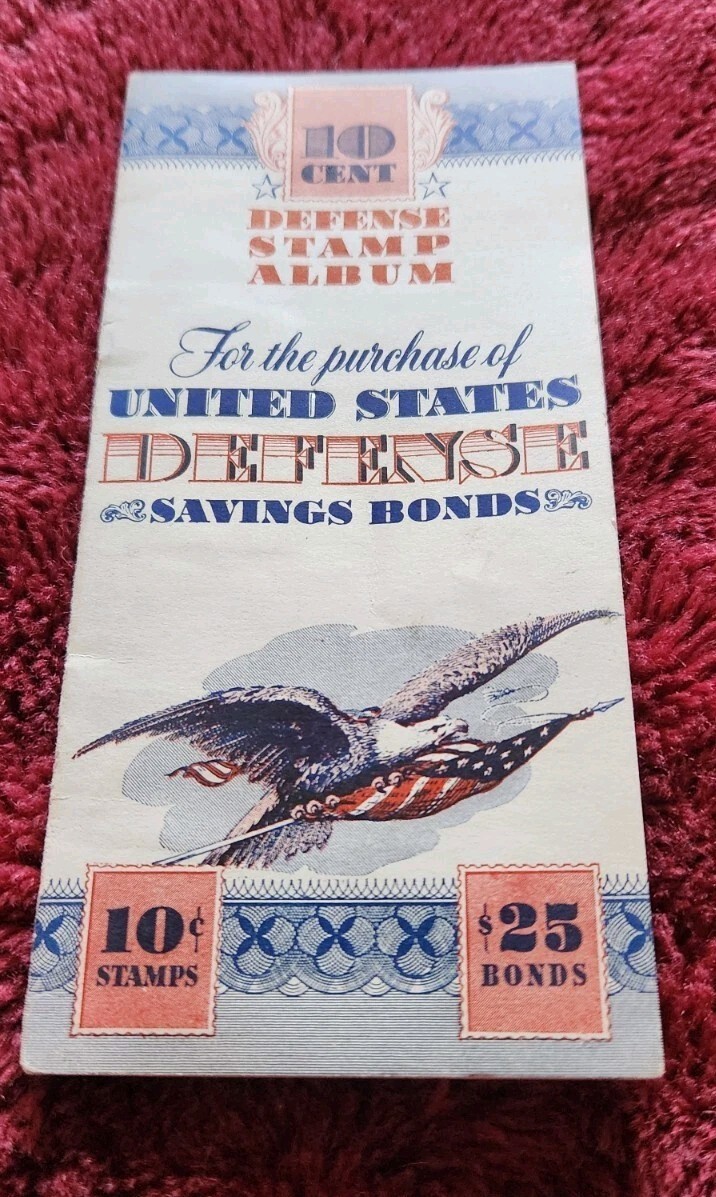 10
CENT
DEFENSE
STAMP
ALBUM
For the purchase of
UNITED STATES
DEFENSE
SAVINGS BONDS
10¢
STAMPS
$25
BONDS